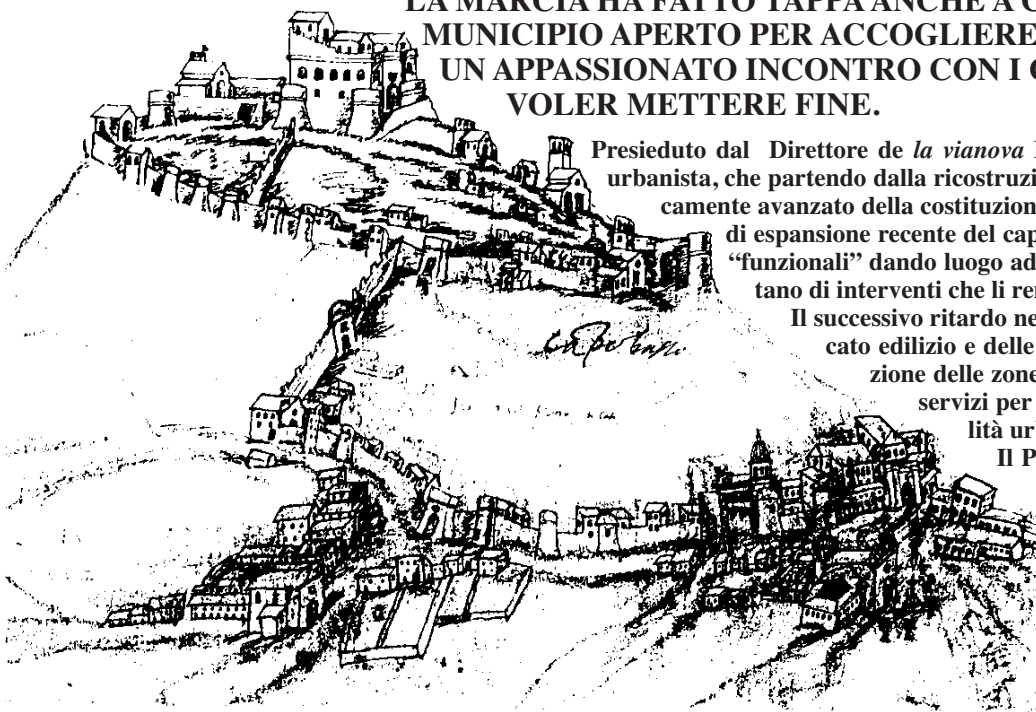 LA MARCIA HA FATTO TAPPA ANCHE A
MUNICIPIO APERTO PER ACCOGLIERE
UN APPASSIONATO INCONTRO CON I
VOLER METTERE FINE.
Presieduto dal Direttore de la vianova
urbanista, che partendo dalla ricostruzi
camente avanzato della costituzion
di espansione recente del cap
“funzionali” dando luogo ad
tano di interventi che li re
Il successivo ritardo ne
cato edilizio e delle
zione delle zone
servizi per
lità ur
Il P